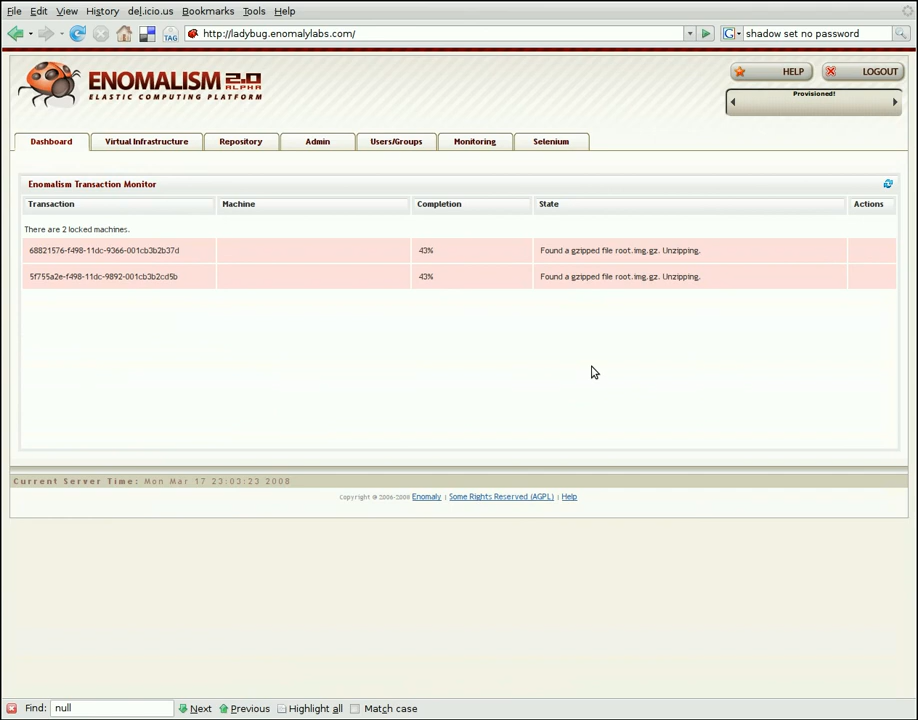 File Edit View History del.icio.us Bookmarks Tools Help
TAG http://ladybug.enomalylabs.com/ G shadow set no password
ENOMALISM 2.0 ALPHA
ELASTIC COMPUTING PLATFORM
HELP LOGOUT
Provisioned!
Dashboard Virtual Infrastructure Repository Admin Users/Groups Monitoring Selenium
Enomalism Transaction Monitor
Transaction Machine Completion State Actions
There are 2 locked machines.
68821576-f498-11dc-9366-001cb3b2b37d 43% Found a gzipped file root.img.gz. Unzipping.
5f755a2e-f498-11dc-9892-001cb3b2cd5b 43% Found a gzipped file root.img.gz. Unzipping.
Current Server Time: Mon Mar 17 23:03:23 2008
Copyright © 2006-2008 Enomaly | Some Rights Reserved (AGPL) | Help
Find: null Next Previous Highlight all Match case